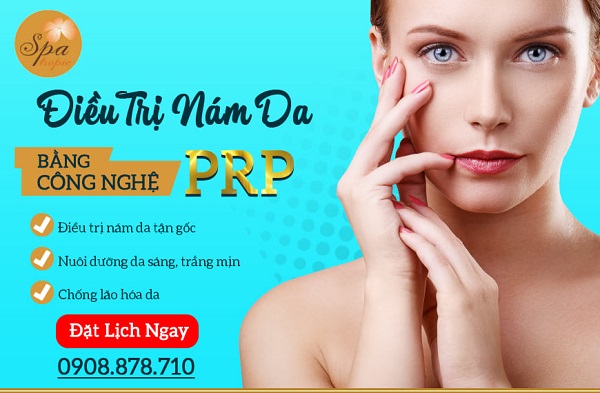 Spa
tropic
Điều Trị Nám Da
BẰNG
CÔNG NGHỆ
PRP
Điều trị nám da tận gốc
Nuôi dưỡng da sáng, trắng mịn
Chống lão hóa da
Đặt Lịch Ngay
0908.878.710